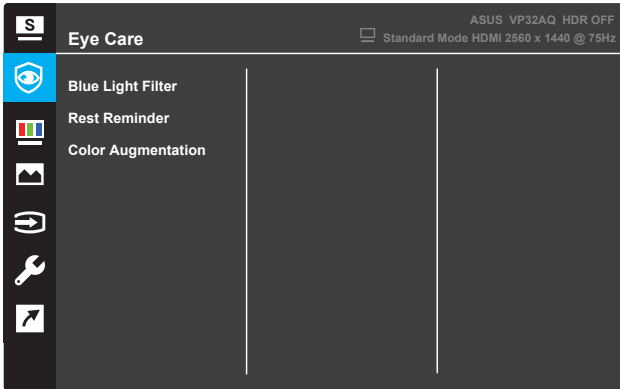 S
ASUS VP32AQ HDR OFF
Eye Care
Standard Mode HDMI 2560 x 1440 @ 75Hz
Blue Light Filter
Rest Reminder
Color Augmentation